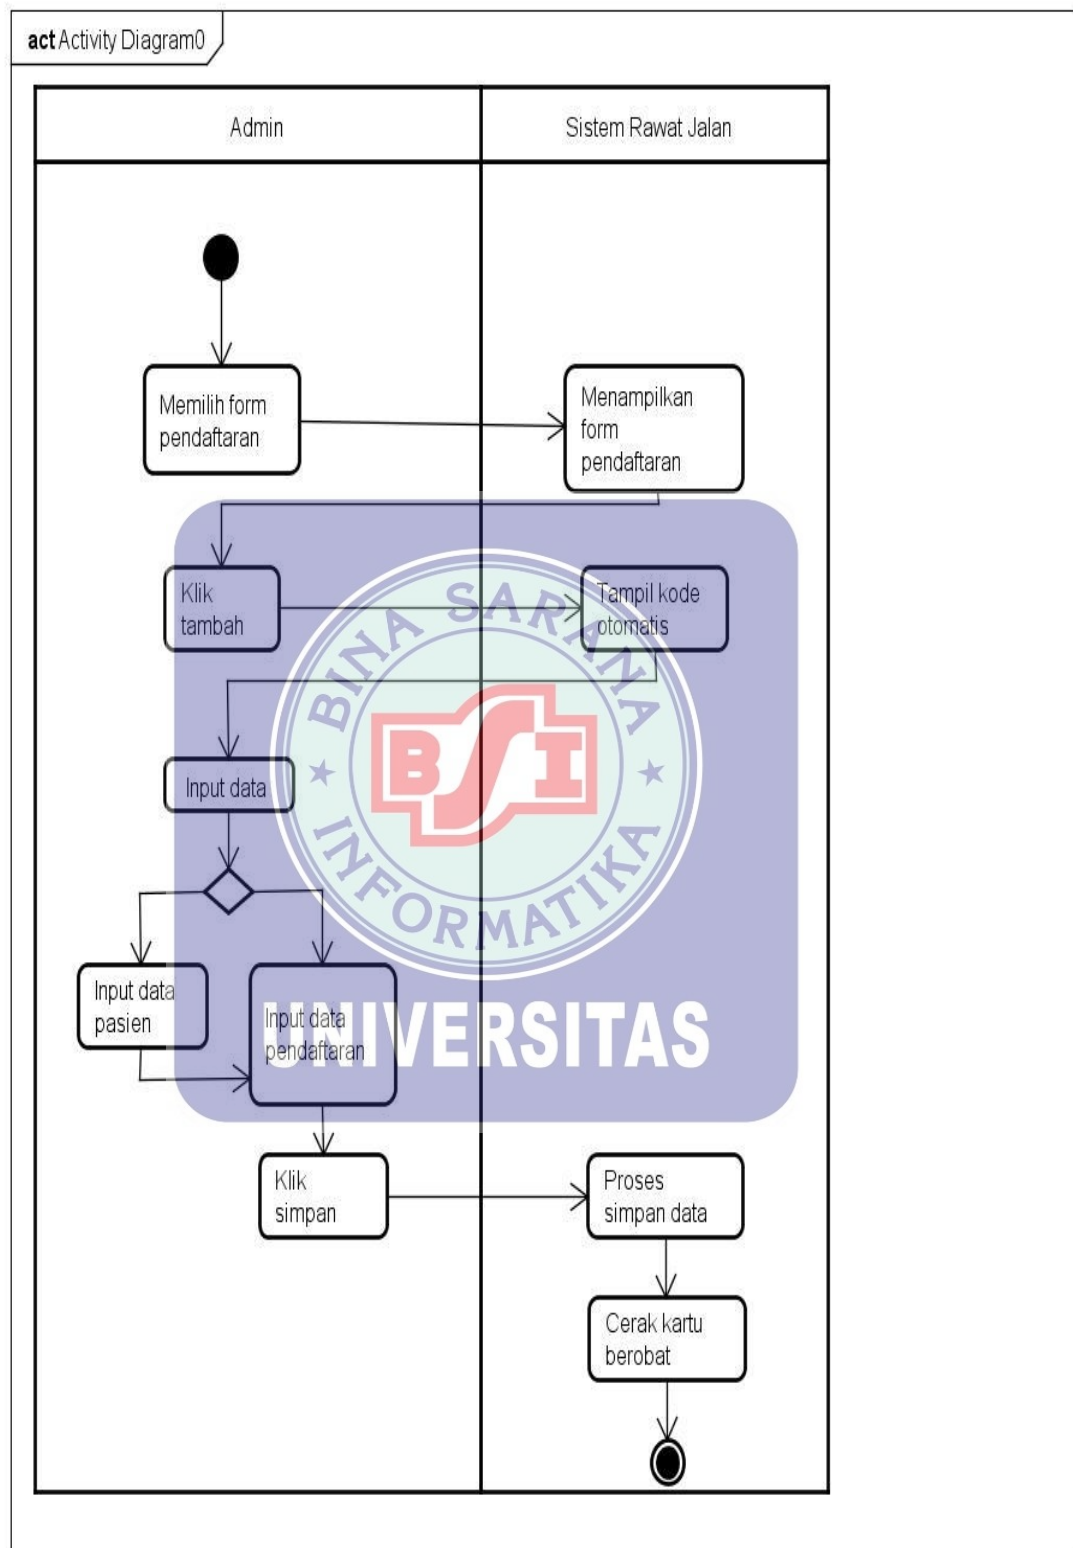 act Activity Diagram0
Admin
Sistem Rawat Jalan
Memilih form
pendaftaran
Menampilkan
form
pendaftaran
Klik
tambah
Tampil kode
otomatis
Input data
Input data
pasien
Input data
pendaftaran
Klik
simpan
Proses
simpan data
Cerak kartu
berobat
BINA SARANA
BSI
INFORMATIKA
UNIVERSITAS